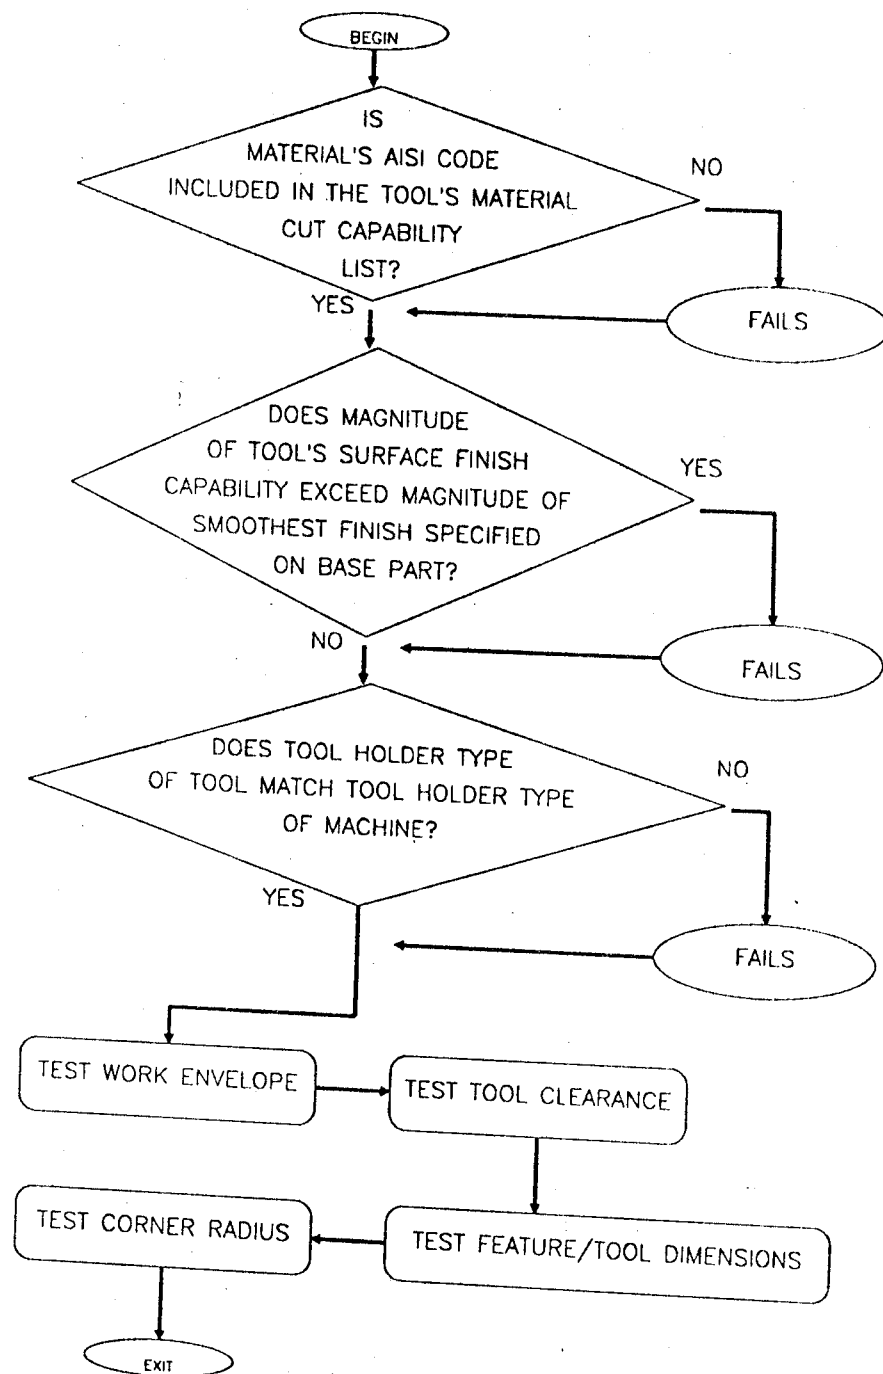 BEGIN
IS
MATERIAL'S AISI CODE
INCLUDED IN THE TOOL'S MATERIAL
CUT CAPABILITY
LIST?
NO
YES
FAILS
DOES MAGNITUDE
OF TOOL'S SURFACE FINISH
CAPABILITY EXCEED MAGNITUDE OF
SMOOTHEST FINISH SPECIFIED
ON BASE PART?
YES
NO
FAILS
DOES TOOL HOLDER TYPE
OF TOOL MATCH TOOL HOLDER TYPE
OF MACHINE?
NO
YES
FAILS
TEST WORK ENVELOPE
TEST TOOL CLEARANCE
TEST CORNER RADIUS
TEST FEATURE/TOOL DIMENSIONS
EXIT